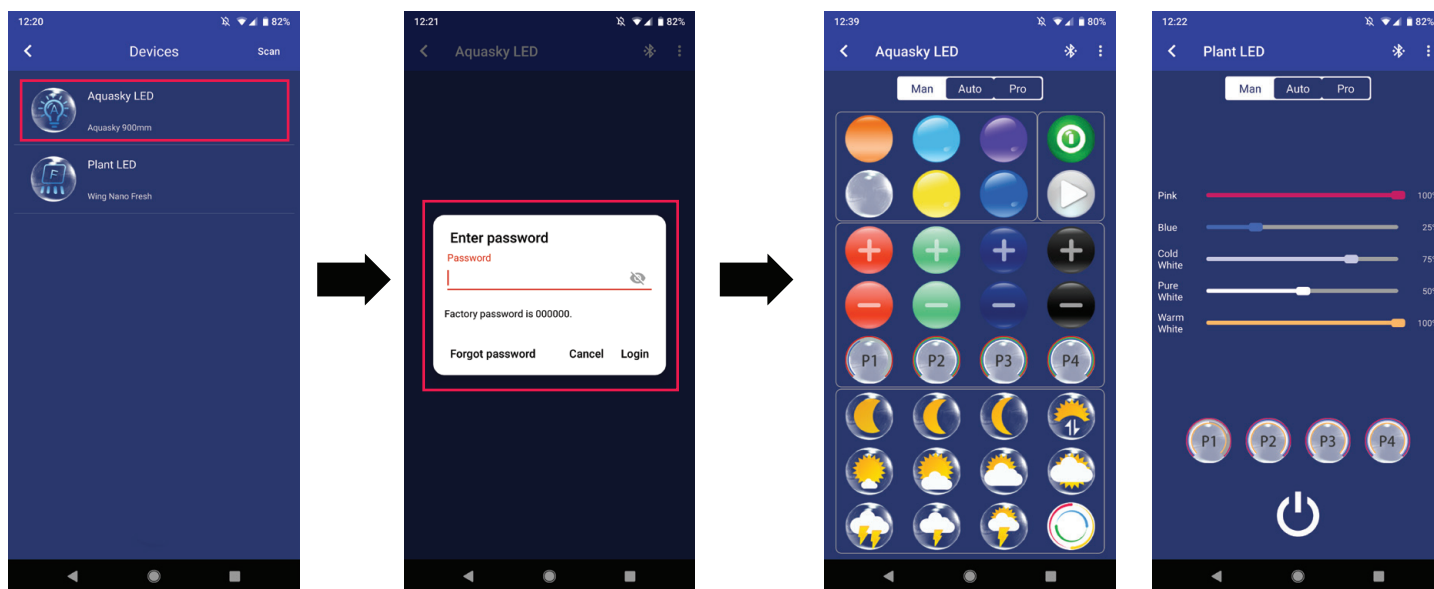 12:20
82%
Devices
Scan
A
Aquasky LED
Aquasky 900mm
F
Plant LED
Wing Nano Fresh
12:21
82%
Aquasky LED
Enter password
Password
Factory password is 000000.
Forgot password Cancel Login
12:39
80%
Aquasky LED
Man Auto Pro
+ + + +
− − − −
P1 P2 P3 P4
12:22
82%
Plant LED
Man Auto Pro
Pink 100%
Blue 25%
Cold
White 75%
Pure
White 50%
Warm
White 100%
P1 P2 P3 P4